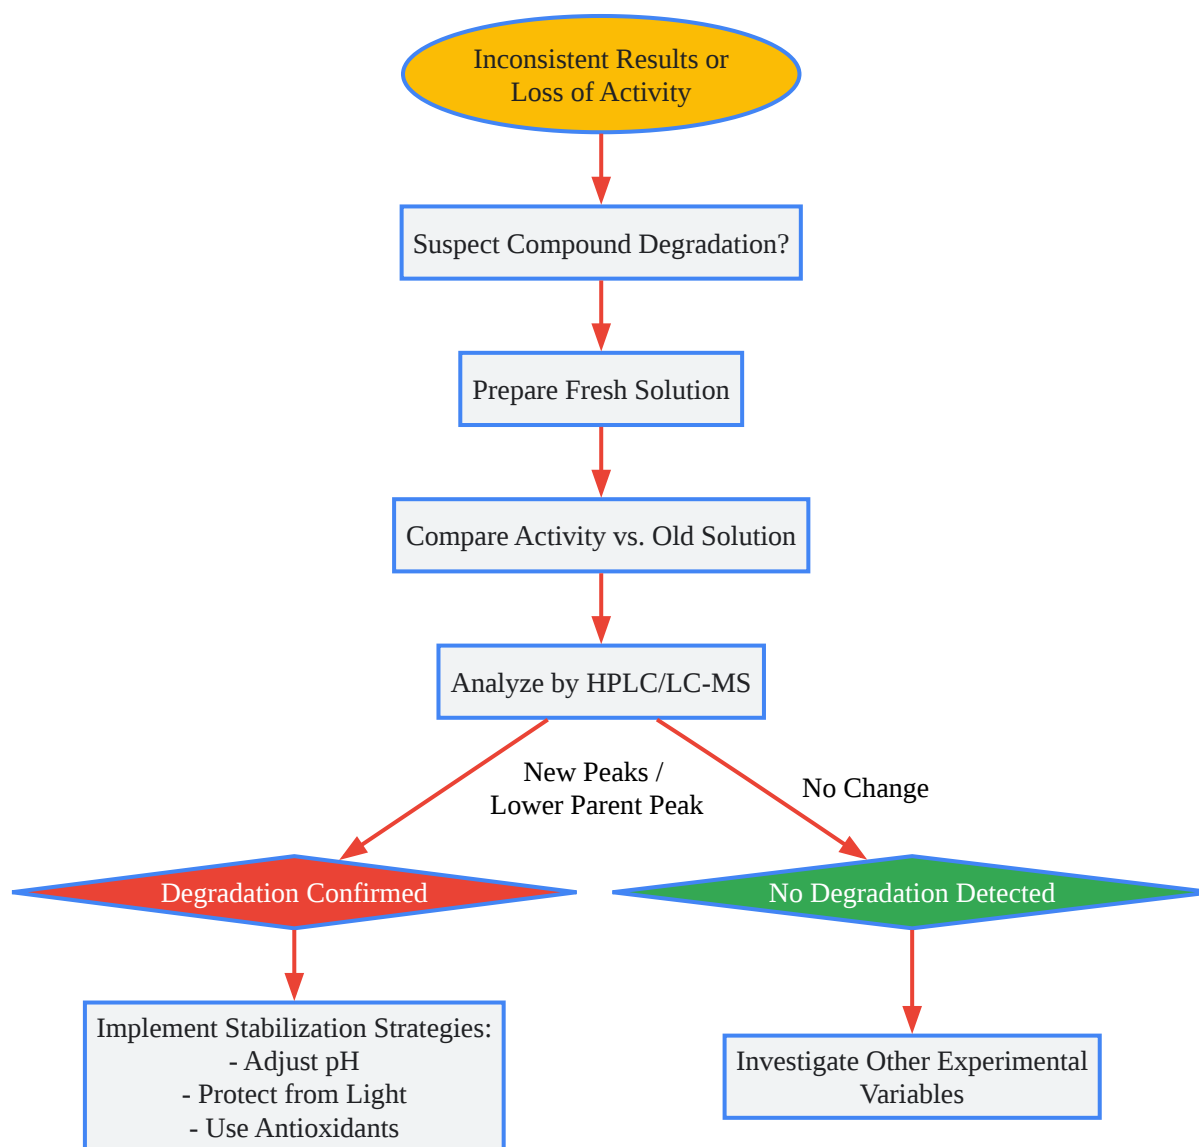 Inconsistent Results or
Loss of Activity
Suspect Compound Degradation?
Prepare Fresh Solution
Compare Activity vs. Old Solution
Analyze by HPLC/LC-MS
New Peaks /
Lower Parent Peak
No Change
Degradation Confirmed
No Degradation Detected
Implement Stabilization Strategies:
- Adjust pH
- Protect from Light
- Use Antioxidants
Investigate Other Experimental
Variables